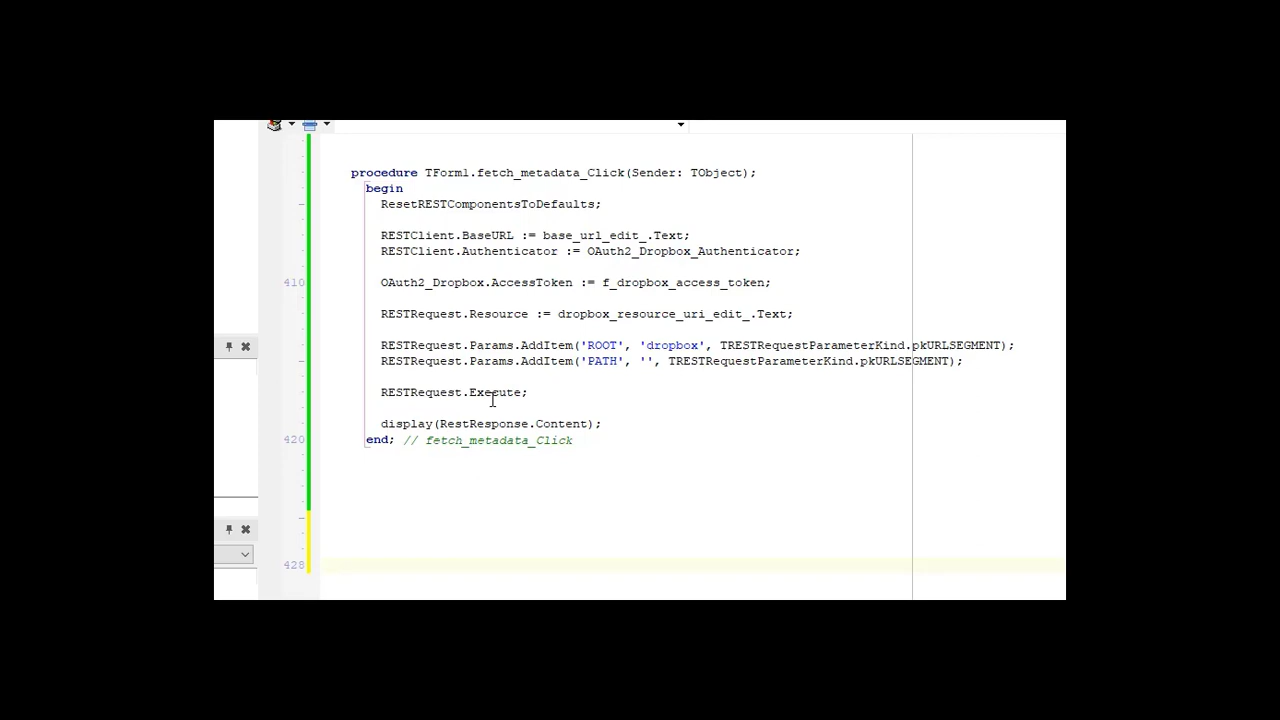 procedure TForm1.fetch_metadata_Click(Sender: TObject);
begin
ResetRESTComponentsToDefaults;
RESTClient.BaseURL := base_url_edit_.Text;
RESTClient.Authenticator := OAuth2_Dropbox_Authenticator;
410 OAuth2_Dropbox.AccessToken := f_dropbox_access_token;
RESTRequest.Resource := dropbox_resource_uri_edit_.Text;
RESTRequest.Params.AddItem('ROOT', 'dropbox', TRESTRequestParameterKind.pkURLSEGMENT);
RESTRequest.Params.AddItem('PATH', '', TRESTRequestParameterKind.pkURLSEGMENT);
RESTRequest.Execute;
display(RestResponse.Content);
420 end; // fetch_metadata_Click
428